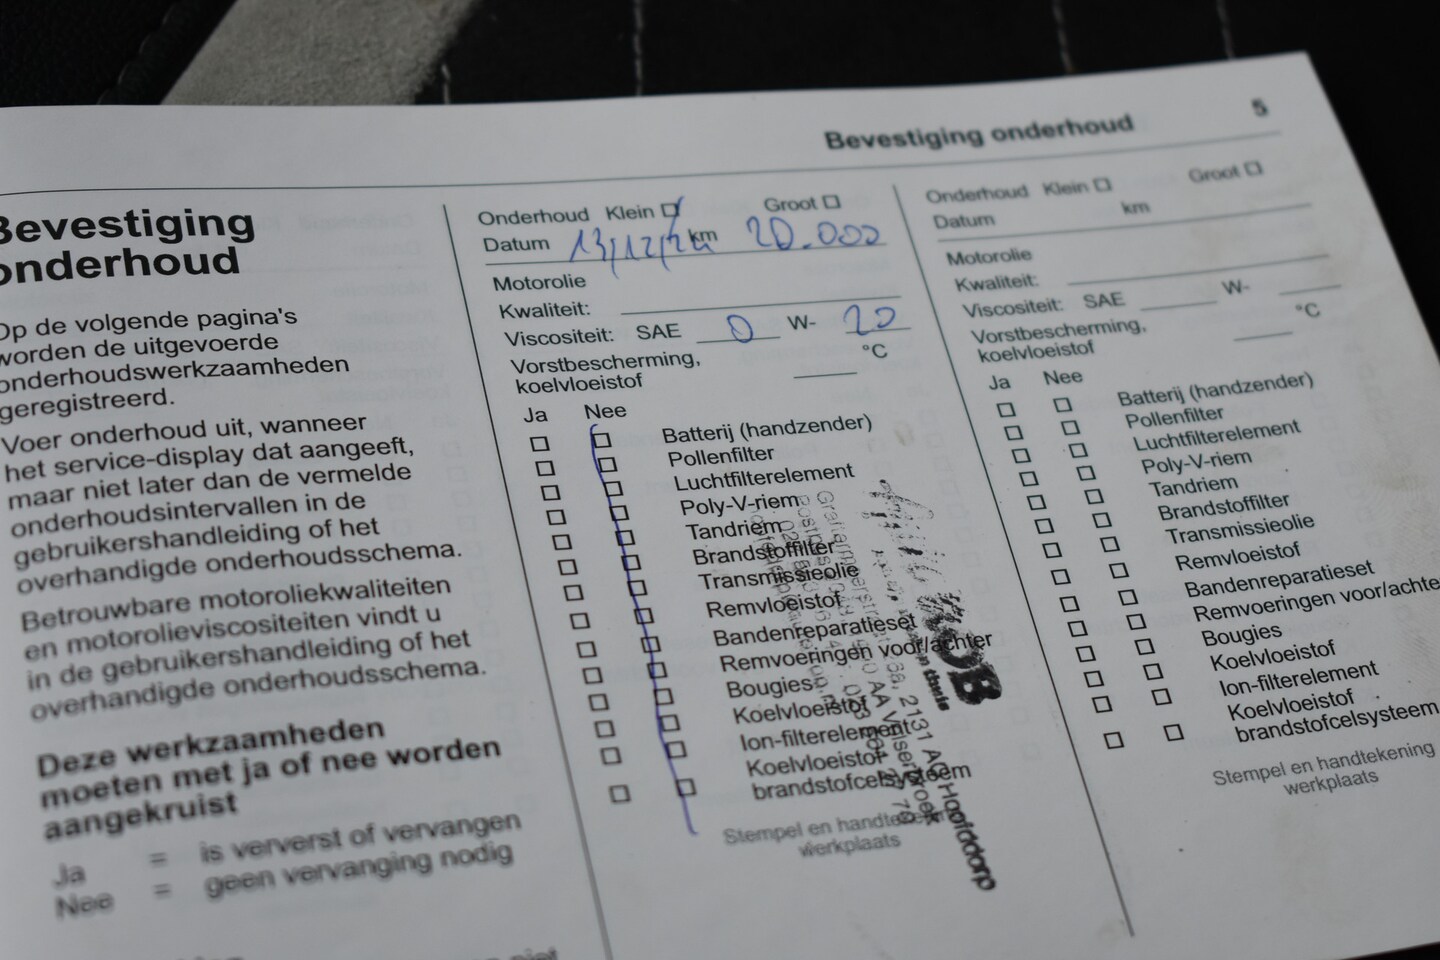 Bevestiging onderhoud 5
Bevestiging
onderhoud
Op de volgende pagina's
worden de uitgevoerde
onderhoudswerkzaamheden
geregistreerd.
Voer onderhoud uit, wanneer
het service-display dat aangeeft,
maar niet later dan de vermelde
onderhoudsintervallen in de
gebruikershandleiding of het
overhandigde onderhoudsschema.
Betrouwbare motoroliekwaliteiten
en motorolieviscositeiten vindt u
in de gebruikershandleiding of het
overhandigde onderhoudsschema.
Deze werkzaamheden
moeten met ja of nee worden
aangekruist
Ja = is ververst of vervangen
Nee = geen vervanging nodig
Onderhoud Klein Groot
Datum 13/12/ km 20.000
Motorolie
Kwaliteit:
Viscositeit: SAE 0 W- 20
Vorstbescherming,
koelvloeistof °C
Ja Nee
Batterij (handzender)
Pollenfilter
Luchtfilterelement
Poly-V-riem
Tandriem
Brandstoffilter
Transmissieolie
Remvloeistof
Bandenreparatieset
Remvoeringen voor/achter
Bougies
Koelvloeistof
Ion-filterelement
Koelvloeistof
brandstofcelsysteem
Stempel en handtekening
werkplaats
2131 Hoofddorp
Onderhoud Klein Groot
Datum km
Motorolie
Kwaliteit:
Viscositeit: SAE W-
Vorstbescherming,
koelvloeistof °C
Ja Nee
Batterij (handzender)
Pollenfilter
Luchtfilterelement
Poly-V-riem
Tandriem
Brandstoffilter
Transmissieolie
Remvloeistof
Bandenreparatieset
Remvoeringen voor/achte
Bougies
Koelvloeistof
Ion-filterelement
Koelvloeistof
brandstofcelsysteem
Stempel en handtekening
werkplaats